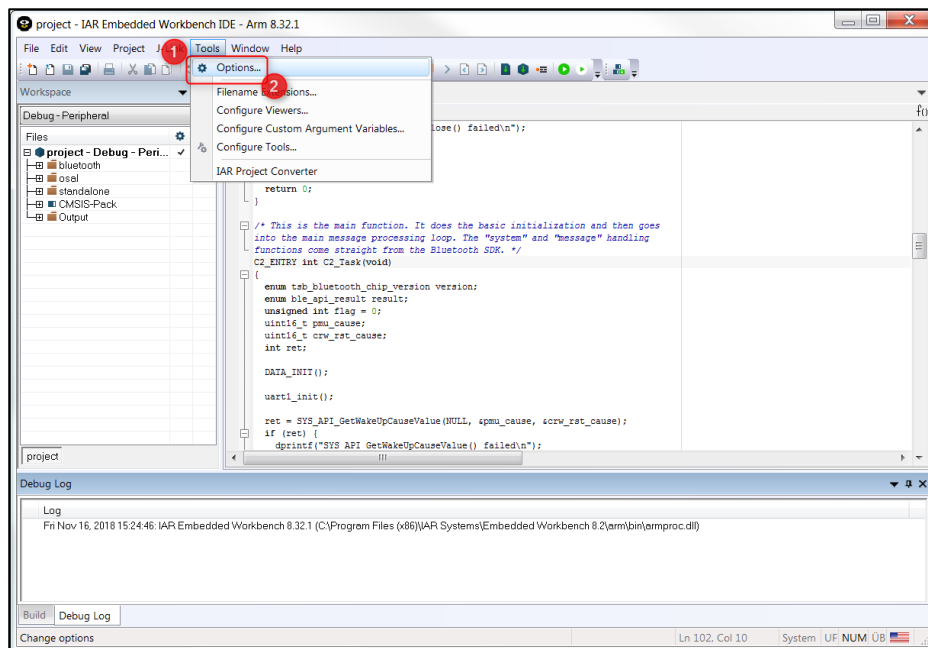 project - IAR Embedded Workbench IDE - Arm 8.32.1
File Edit View Project Tools Window Help
1
Options...
2
Workspace
Filename Extensions...
Debug - Peripheral
Configure Viewers...
Configure Custom Argument Variables...
lose() failed\n");
Files
Configure Tools...
project - Debug - Peri...
bluetooth
IAR Project Converter
osal
standalone
return 0;
CMSIS-Pack
}
Output
/* This is the main function. It does the basic initialization and then goes
into the main message processing loop. The "system" and "message" handling
functions come straight from the Bluetooth SDK. */
C2_ENTRY int C2_Task(void)
{
enum tsb_bluetooth_chip_version version;
enum ble_api_result result;
unsigned int flag = 0;
uint16_t pmu_cause;
uint16_t crw_rst_cause;
int ret;
DATA_INIT();
uart1_init();
ret = SYS_API_GetWakeUpCauseValue(NULL, &pmu_cause, &crw_rst_cause);
if (ret) {
dprintf("SYS API GetWakeUpCauseValue() failed\n");
project
Debug Log
Log
Fri Nov 16, 2018 15:24:46: IAR Embedded Workbench 8.32.1 (C:\Program Files (x86)\IAR Systems\Embedded Workbench 8.2\arm\bin\armproc.dll)
Build Debug Log
Change options Ln 102, Col 10 System UF NUM ÜB